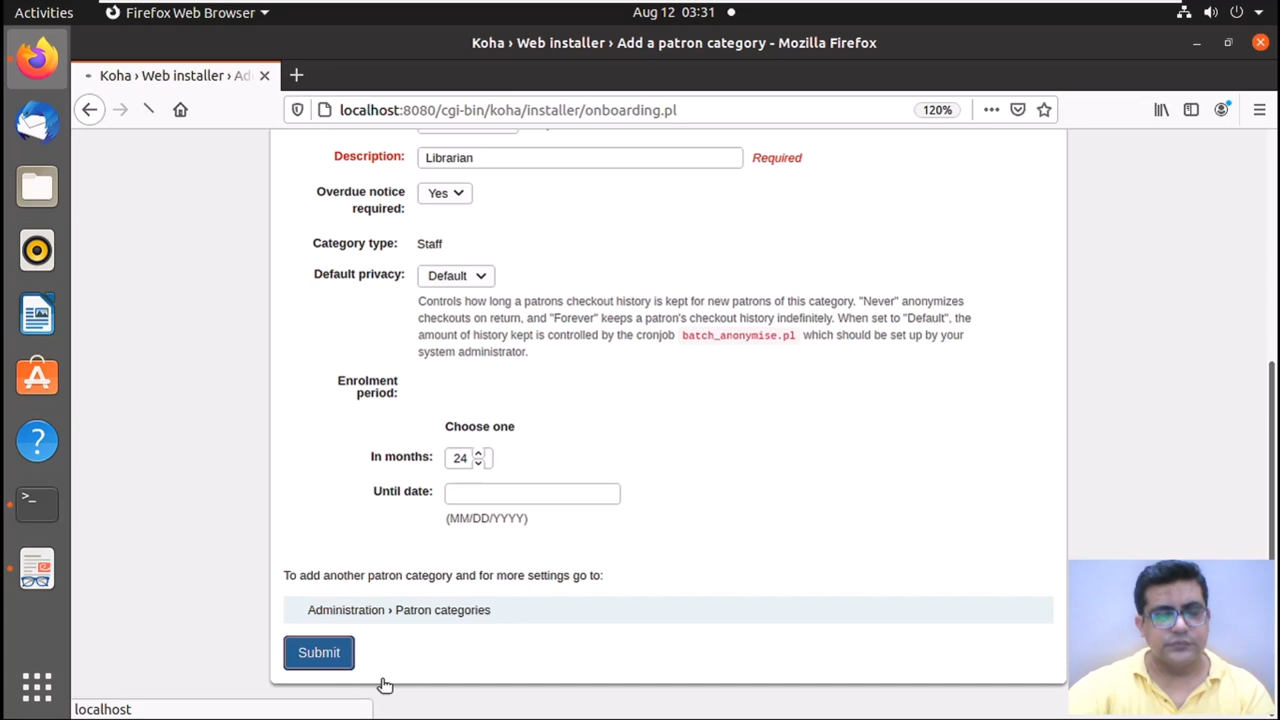 Activities
Firefox Web Browser
Aug 12 03:31
Koha › Web installer › Add a patron category - Mozilla Firefox
Koha › Web installer › Ad
localhost:8080/cgi-bin/koha/installer/onboarding.pl
120%
Description:
Librarian
Required
Overdue notice
required:
Yes
Category type:
Staff
Default privacy:
Default
Controls how long a patrons checkout history is kept for new patrons of this category. "Never" anonymizes
checkouts on return, and "Forever" keeps a patron's checkout history indefinitely. When set to "Default", the
amount of history kept is controlled by the cronjob batch_anonymise.pl which should be set up by your
system administrator.
Enrolment
period:
Choose one
In months:
24
Until date:
(MM/DD/YYYY)
To add another patron category and for more settings go to:
Administration › Patron categories
Submit
localhost